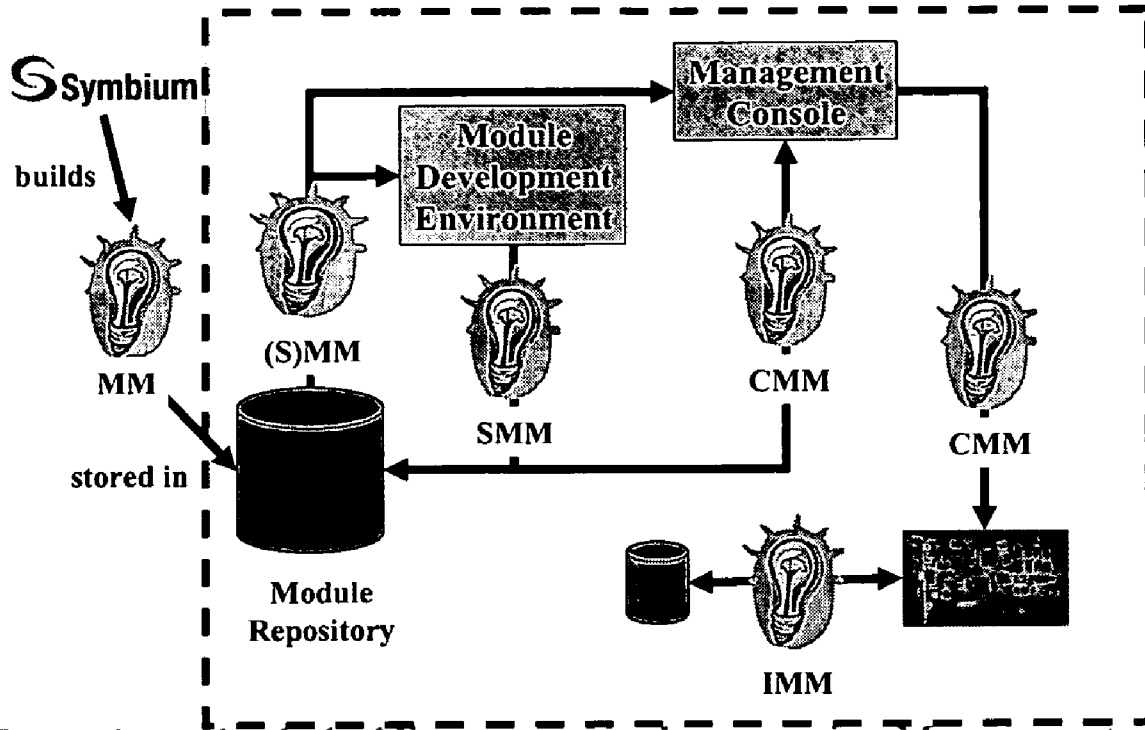 Symbium
builds
MM
stored in
(S)MM
Module
Repository
Module
Development
Environment
SMM
Management
Console
CMM
CMM
IMM